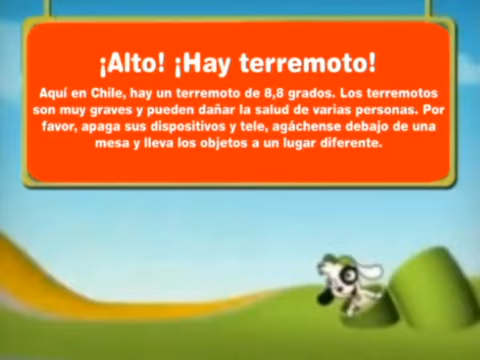 ¡Alto! ¡Hay terremoto!
Aquí en Chile, hay un terremoto de 8,8 grados. Los terremotos
son muy graves y pueden dañar la salud de varias personas. Por
favor, apaga sus dispositivos y tele, agáchense debajo de una
mesa y lleva los objetos a un lugar diferente.